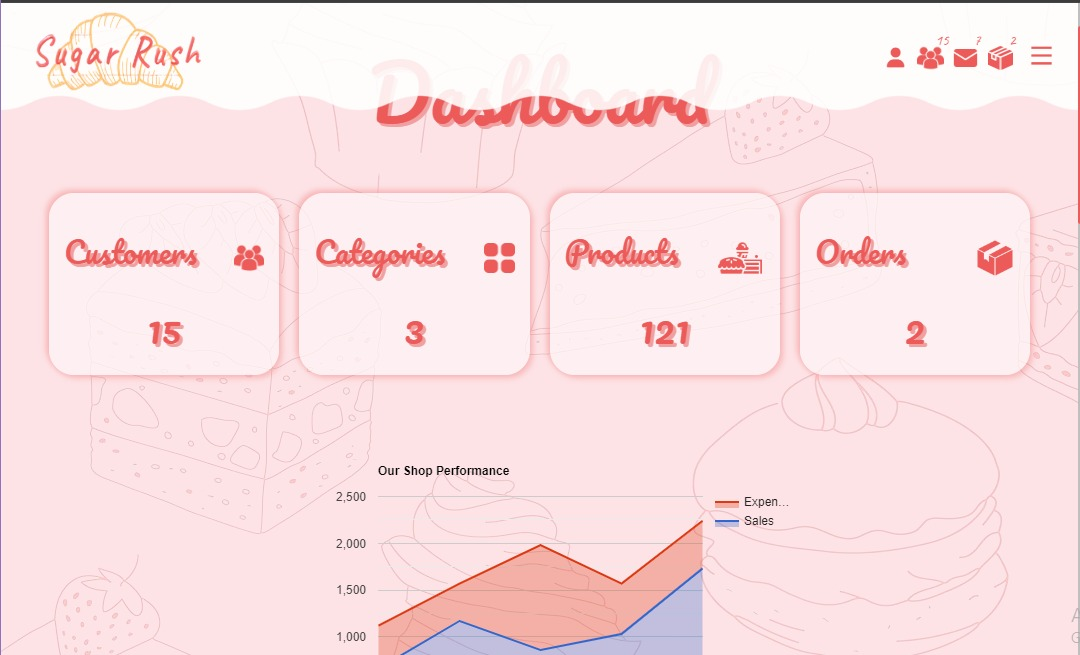 Sugar Rush
15 7 2
Dashboard
Customers
15
Categories
3
Products
121
Orders
2
Our Shop Performance
2,500
2,000
1,500
1,000
Expen...
Sales